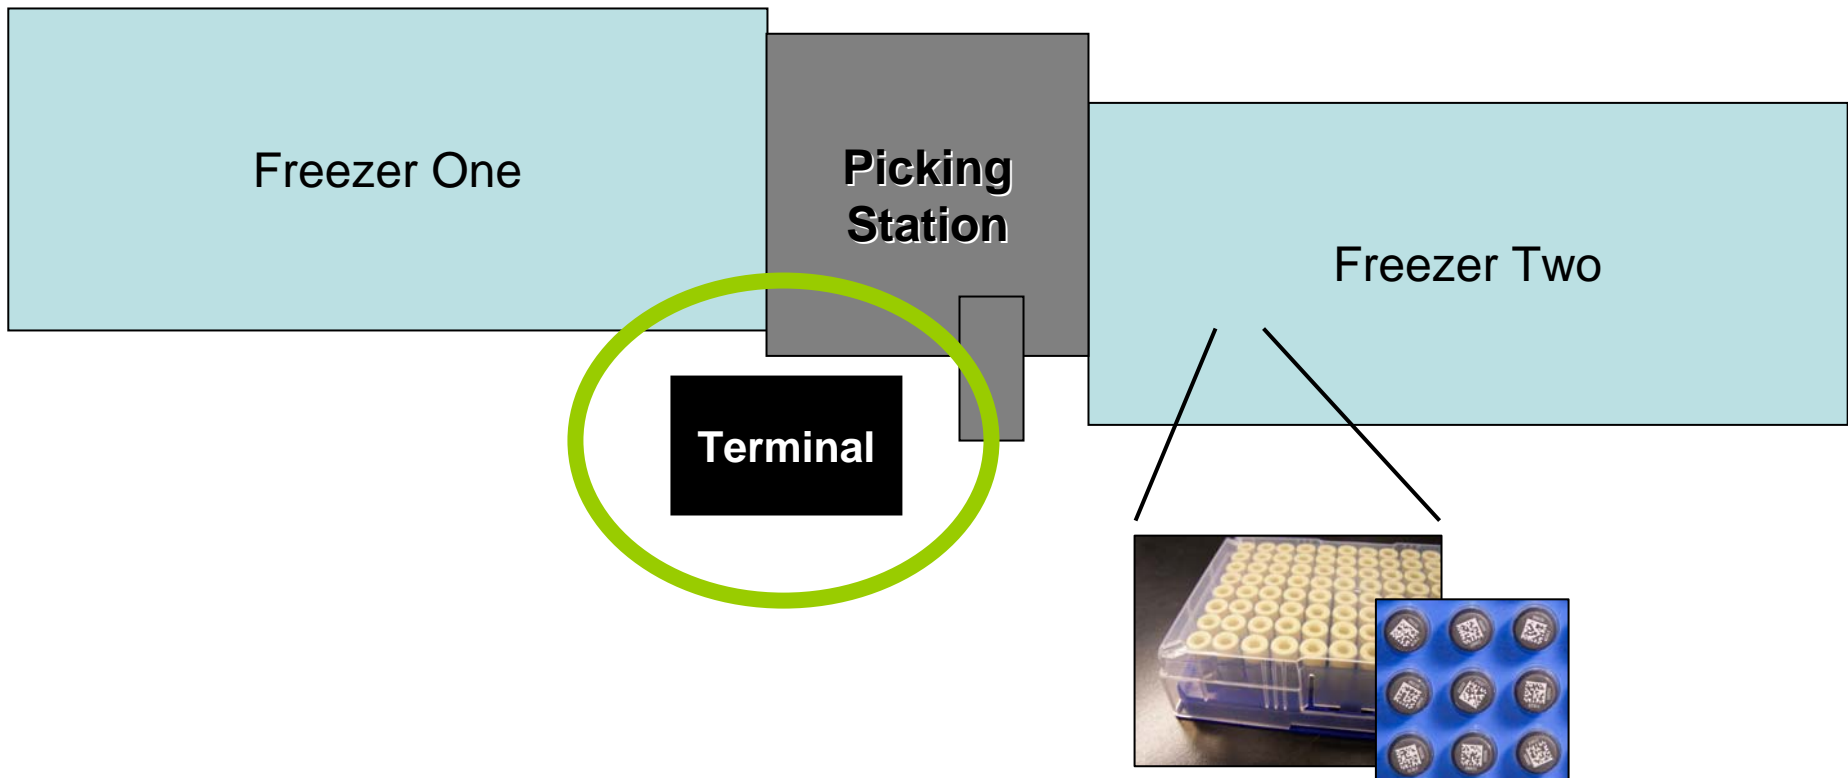 Freezer One
Picking
Station
Freezer Two
Terminal